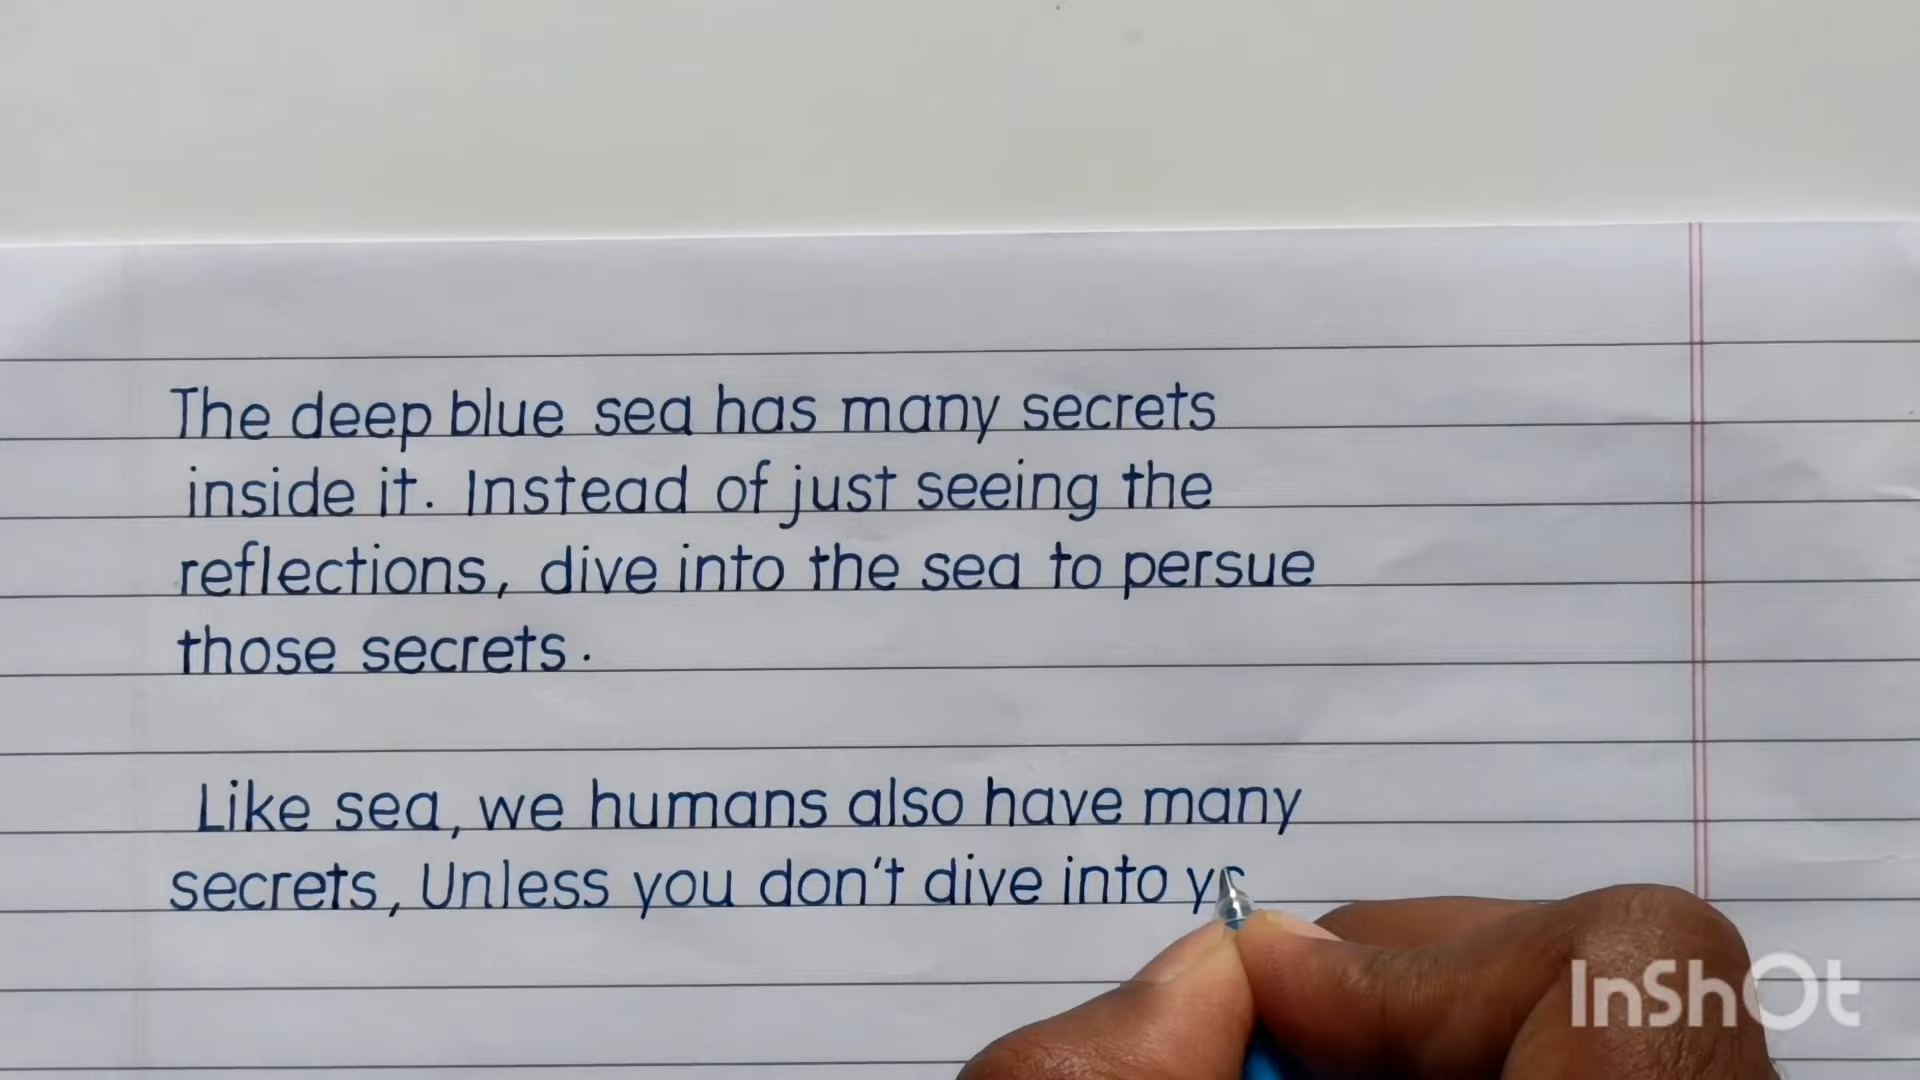 The deep blue sea has many secrets
inside it. Instead of just seeing the
reflections, dive into the sea to persue
those secrets.
Like sea, we humans also have many
secrets, Unless you don't dive into
InShOt